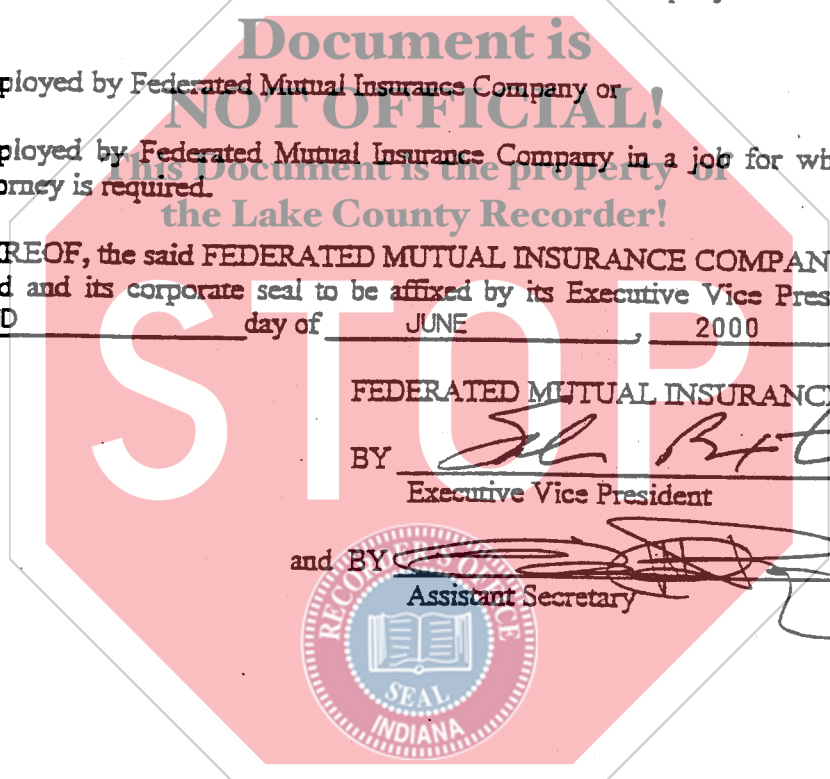 Document is
ployed by Federated Mutual Insurance Company or
NOT OFFICIAL!
ployed by Federated Mutual Insurance Company in a job for wh
This Document is the property of
orney is required.
the Lake County Recorder!
REOF, the said FEDERATED MUTUAL INSURANCE COMPAN
d and its corporate seal to be affixed by its Executive Vice Pres
D day of JUNE, 2000
STOP
FEDERATED MUTUAL INSURANCE
BY
Executive Vice President
and BY
Assistant Secretary
RECORDER'S OFFICE
SEAL
INDIANA